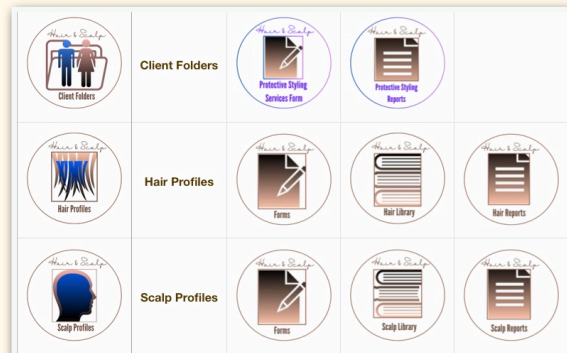 Hair & Scalp
Client Folders
Client Folders
Hair & Scalp
Protective Styling
Services Form
Hair & Scalp
Protective Styling
Reports
Hair & Scalp
Hair Profiles
Hair Profiles
Hair & Scalp
Forms
Hair & Scalp
Hair Library
Hair & Scalp
Hair Reports
Hair & Scalp
Scalp Profiles
Scalp Profiles
Hair & Scalp
Forms
Hair & Scalp
Scalp Library
Hair & Scalp
Scalp Reports